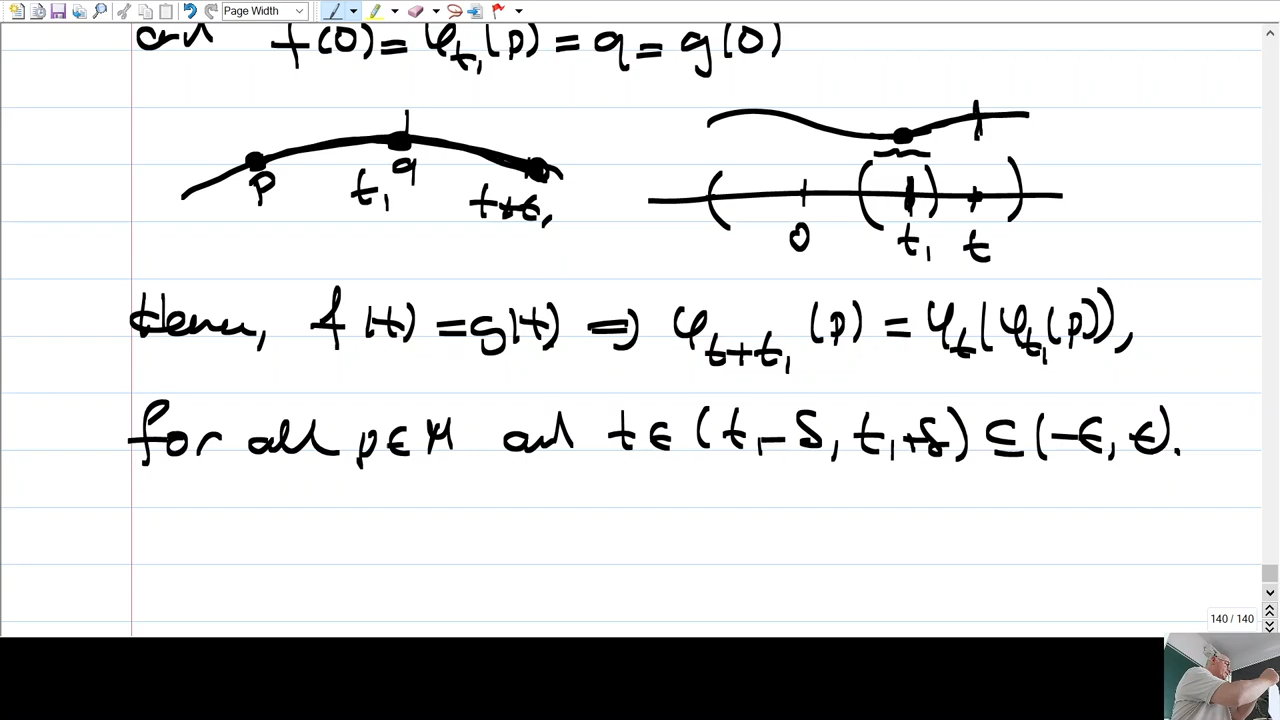 Page Width
and f(0) = φ_{t₁}(p) = q = g(0)
p t₁ q t+t₁
( 0 ( t₁ ) t )
Hence, f(t) = g(t) ⇒ φ_{t+t₁}(p) = φ_t(φ_{t₁}(p)),
for all p ∈ M and t ∈ (t₁-δ, t₁+δ) ⊆ (-ϵ, ϵ).
140 / 140